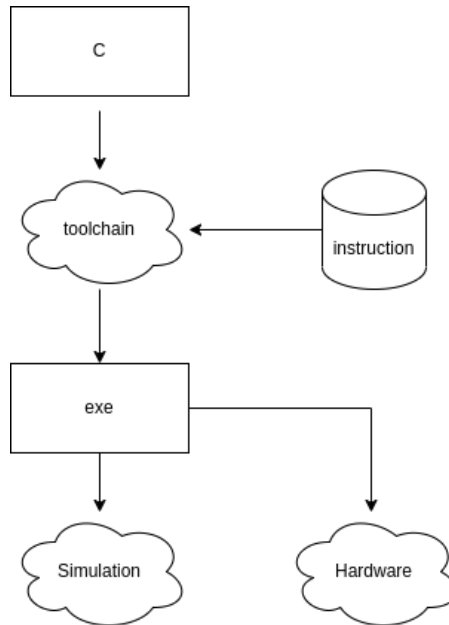 C
toolchain
instruction
exe
Simulation
Hardware